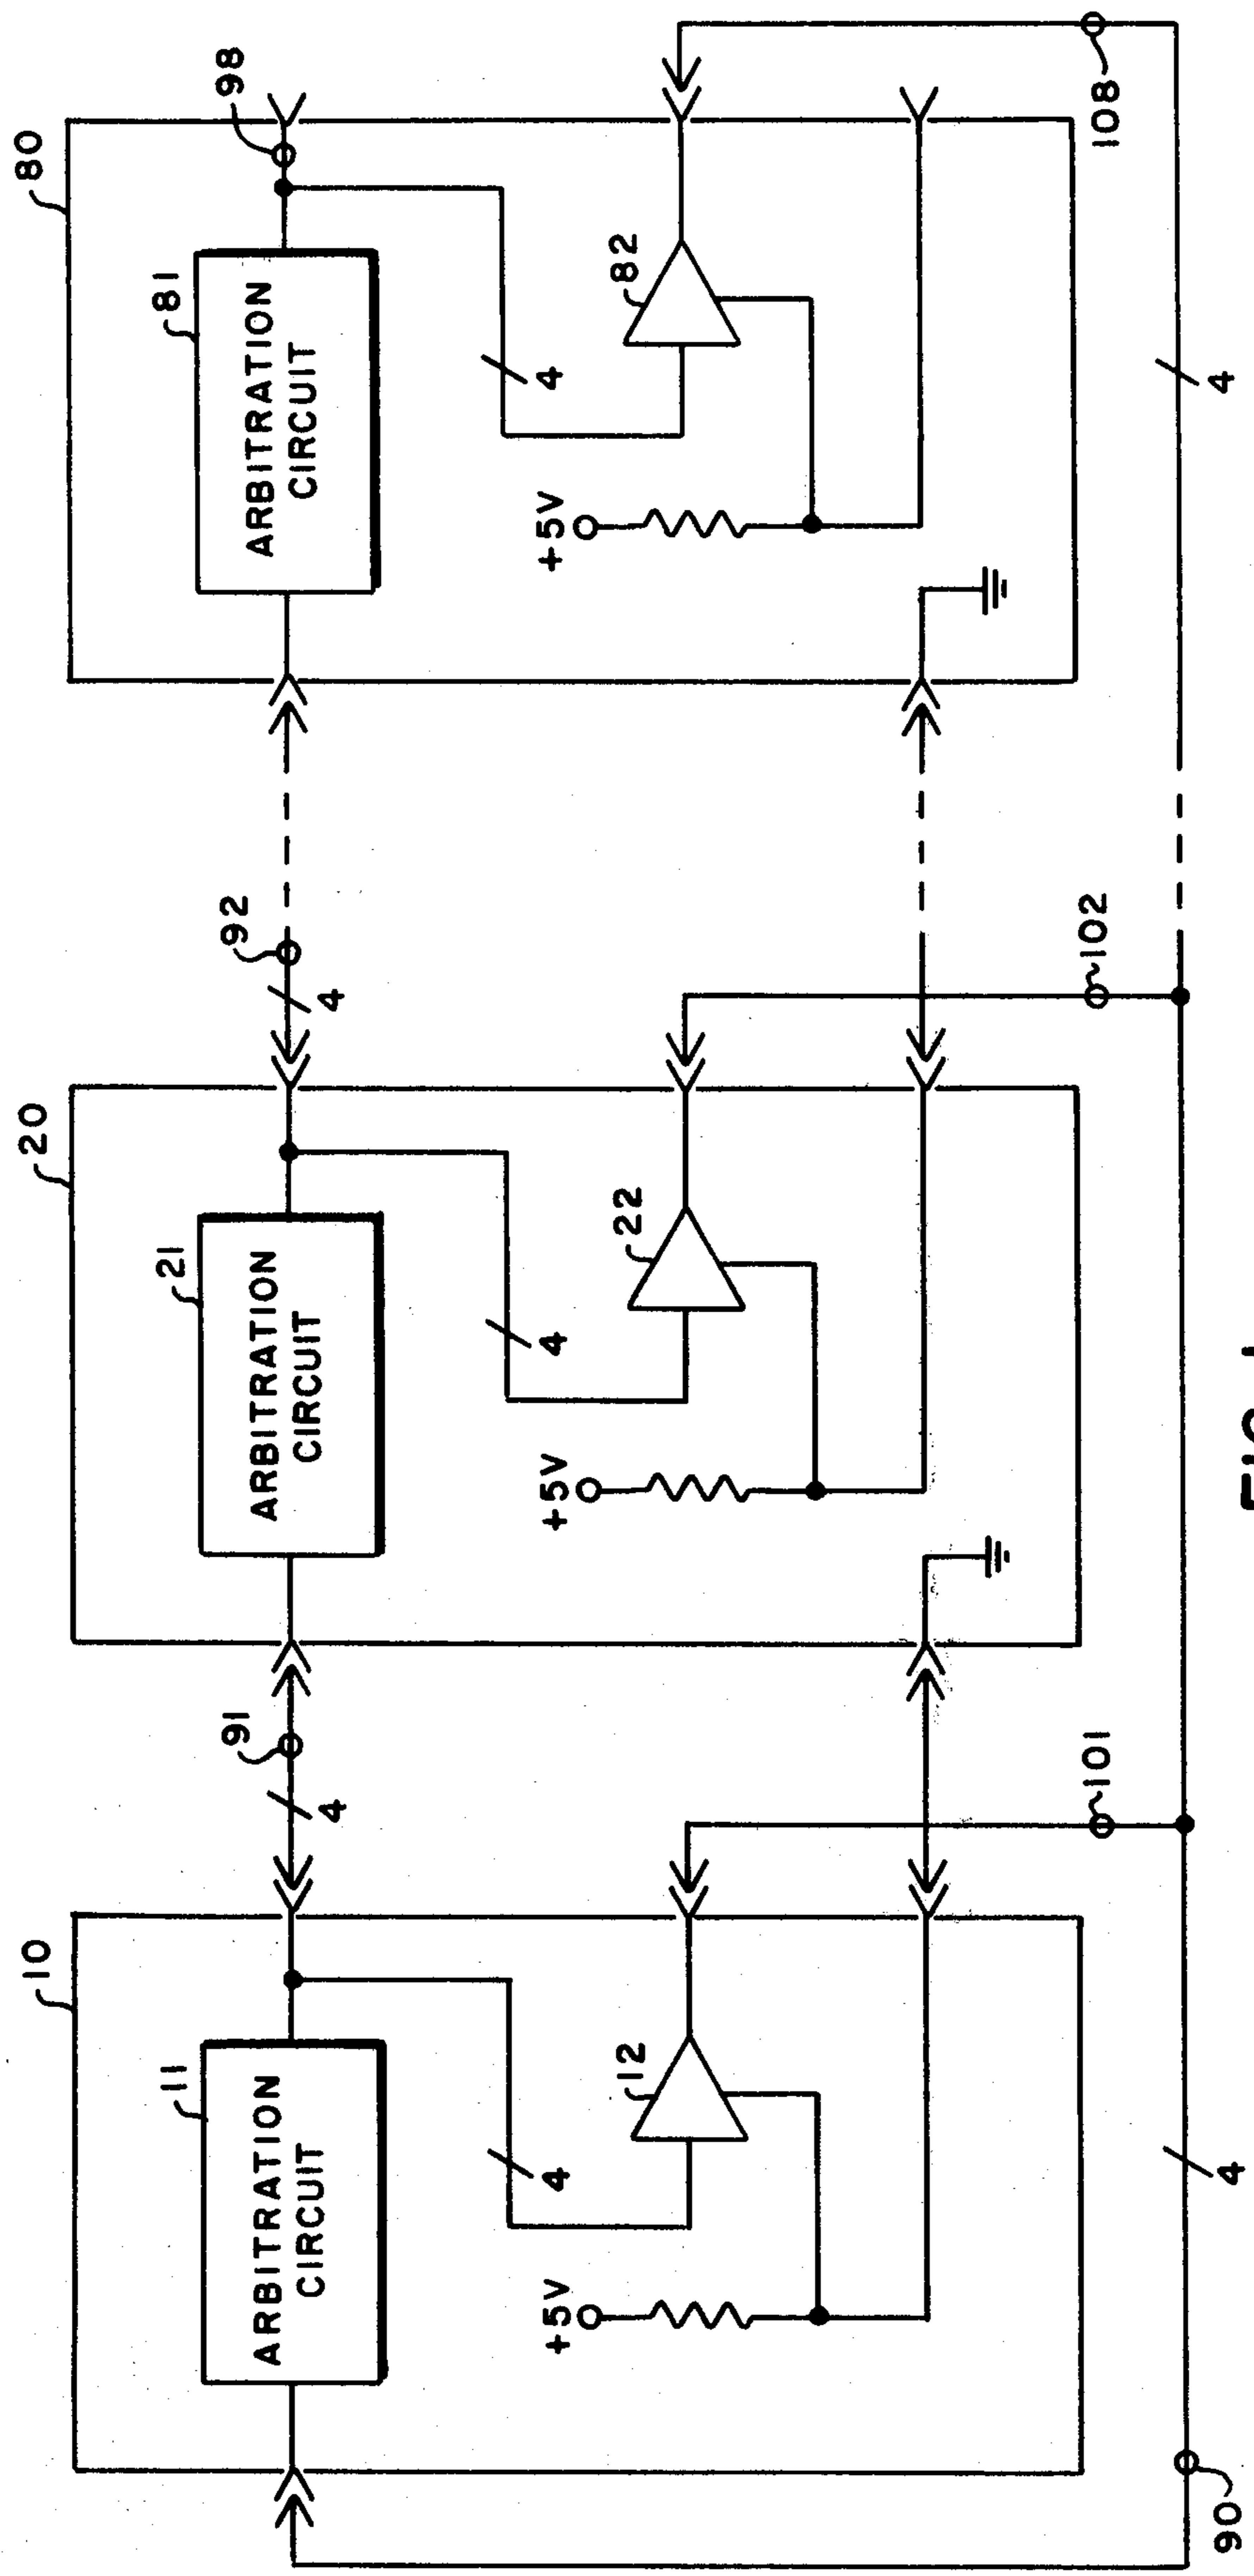 10
11
ARBITRATION
CIRCUIT
4
12
+5V
91
4
101
90
4
20
21
ARBITRATION
CIRCUIT
4
22
+5V
92
4
102
80
81
ARBITRATION
CIRCUIT
98
4
82
+5V
108
4